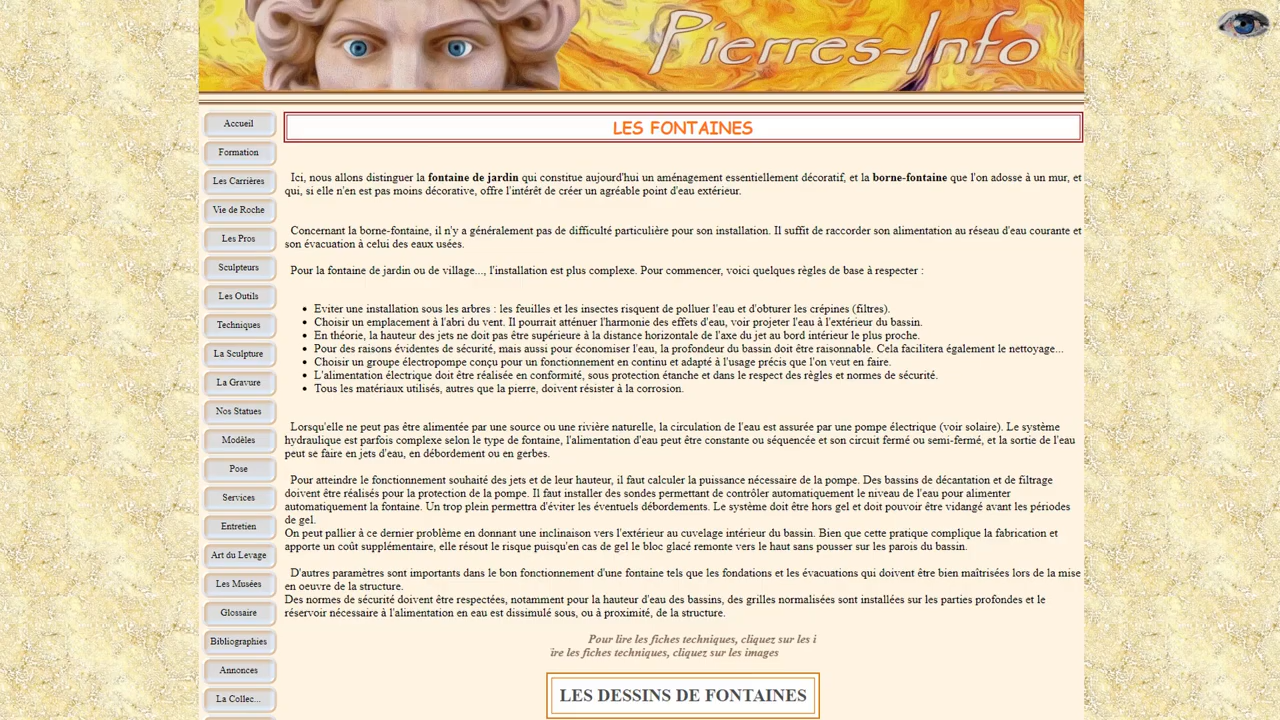 Pierres-Info
LES FONTAINES
Accueil
Formation
Les Carrières
Vie de Roche
Les Pros
Sculpteurs
Les Outils
Techniques
La Sculpture
La Gravure
Nos Statues
Modèles
Pose
Services
Entretien
Art du Levage
Les Musées
Glossaire
Bibliographies
Annonces
La Collec...
Ici, nous allons distinguer la fontaine de jardin qui constitue aujourd'hui un aménagement essentiellement décoratif, et la borne-fontaine que l'on adosse à un mur, et
qui, si elle n'en est pas moins décorative, offre l'intérêt de créer un agréable point d'eau extérieur.
Concernant la borne-fontaine, il n'y a généralement pas de difficulté particulière pour son installation. Il suffit de raccorder son alimentation au réseau d'eau courante et
son évacuation à celui des eaux usées.
Pour la fontaine de jardin ou de village..., l'installation est plus complexe. Pour commencer, voici quelques règles de base à respecter :
• Eviter une installation sous les arbres : les feuilles et les insectes risquent de polluer l'eau et d'obturer les crépines (filtres).
• Choisir un emplacement à l'abri du vent. Il pourrait atténuer l'harmonie des effets d'eau, voir projeter l'eau à l'extérieur du bassin.
• En théorie, la hauteur des jets ne doit pas être supérieure à la distance horizontale de l'axe du jet au bord intérieur le plus proche.
• Pour des raisons évidentes de sécurité, mais aussi pour économiser l'eau, la profondeur du bassin doit être raisonnable. Cela facilitera également le nettoyage...
• Choisir un groupe électropompe conçu pour un fonctionnement en continu et adapté à l'usage précis que l'on veut en faire.
• L'alimentation électrique doit être réalisée en conformité, sous protection étanche et dans le respect des règles et normes de sécurité.
• Tous les matériaux utilisés, autres que la pierre, doivent résister à la corrosion.
Lorsqu'elle ne peut pas être alimentée par une source ou une rivière naturelle, la circulation de l'eau est assurée par une pompe électrique (voir solaire). Le système
hydraulique est parfois complexe selon le type de fontaine, l'alimentation d'eau peut être constante ou séquencée et son circuit fermé ou semi-fermé, et la sortie de l'eau
peut se faire en jets d'eau, en débordement ou en gerbes.
Pour atteindre le fonctionnement souhaité des jets et de leur hauteur, il faut calculer la puissance nécessaire de la pompe. Des bassins de décantation et de filtrage
doivent être réalisés pour la protection de la pompe. Il faut installer des sondes permettant de contrôler automatiquement le niveau de l'eau pour alimenter
automatiquement la fontaine. Un trop plein permettra d'éviter les éventuels débordements. Le système doit être hors gel et doit pouvoir être vidangé avant les périodes
de gel.
On peut pallier à ce dernier problème en donnant une inclinaison vers l'extérieur au cuvelage intérieur du bassin. Bien que cette pratique complique la fabrication et
apporte un coût supplémentaire, elle résout le risque puisqu'en cas de gel le bloc glacé remonte vers le haut sans pousser sur les parois du bassin.
D'autres paramètres sont importants dans le bon fonctionnement d'une fontaine tels que les fondations et les évacuations qui doivent être bien maîtrisées lors de la mise
en oeuvre de la structure.
Des normes de sécurité doivent être respectées, notamment pour la hauteur d'eau des bassins, des grilles normalisées sont installées sur les parties profondes et le
réservoir nécessaire à l'alimentation en eau est dissimulé sous, ou à proximité, de la structure.
Pour lire les fiches techniques, cliquez sur les i
ire les fiches techniques, cliquez sur les images
LES DESSINS DE FONTAINES